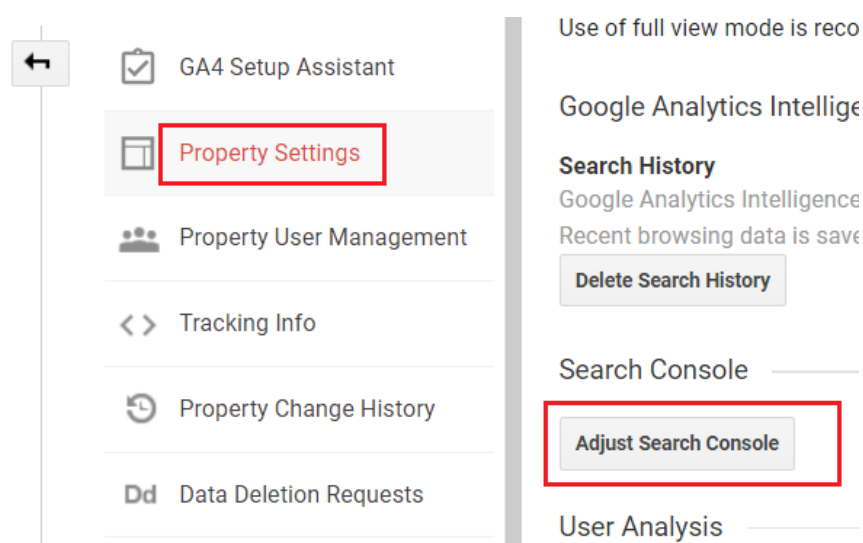 GA4 Setup Assistant
Property Settings
Property User Management
Tracking Info
Property Change History
Dd Data Deletion Requests
Use of full view mode is reco
Google Analytics Intellige
Search History
Google Analytics Intelligence
Recent browsing data is save
Delete Search History
Search Console
Adjust Search Console
User Analysis